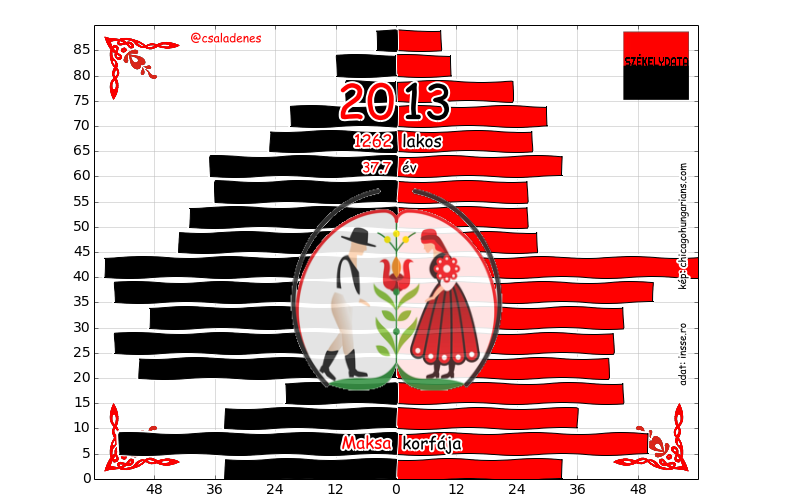 @csaladenes
SZÉKELYDATA
2013
1262 lakos
37.7 év
kép: chicagohungarians.com
adat: insse.ro
Maksa korfája
85
80
75
70
65
60
55
50
45
40
35
30
25
20
15
10
5
0
48 36 24 12 0 12 24 36 48